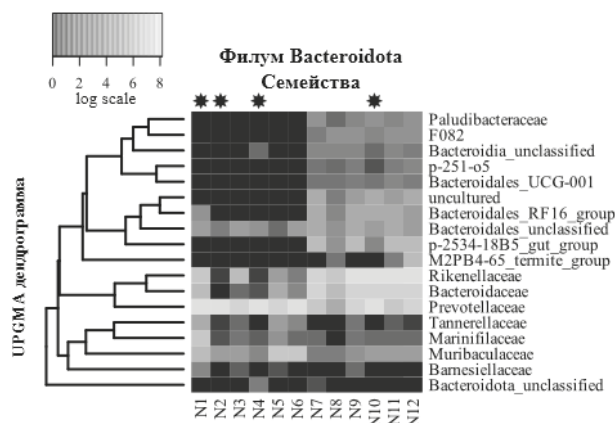 0 2 4 6 8
log scale
Филум Bacteroidota
Семейства
UPGMA дендрограмма
Paludibacteraceae
F082
Bacteroidia_unclassified
p-251-o5
Bacteroidales_UCG-001
uncultured
Bacteroidales_RF16_group
Bacteroidales_unclassified
p-2534-18B5_gut_group
M2PB4-65_termite_group
Rikenellaceae
Bacteroidaceae
Prevotellaceae
Tannerellaceae
Marinifilaceae
Muribaculaceae
Barnesiellaceae
Bacteroidota_unclassified
N1 N2 N3 N4 N5 N6 N7 N8 N9 N10 N11 N12